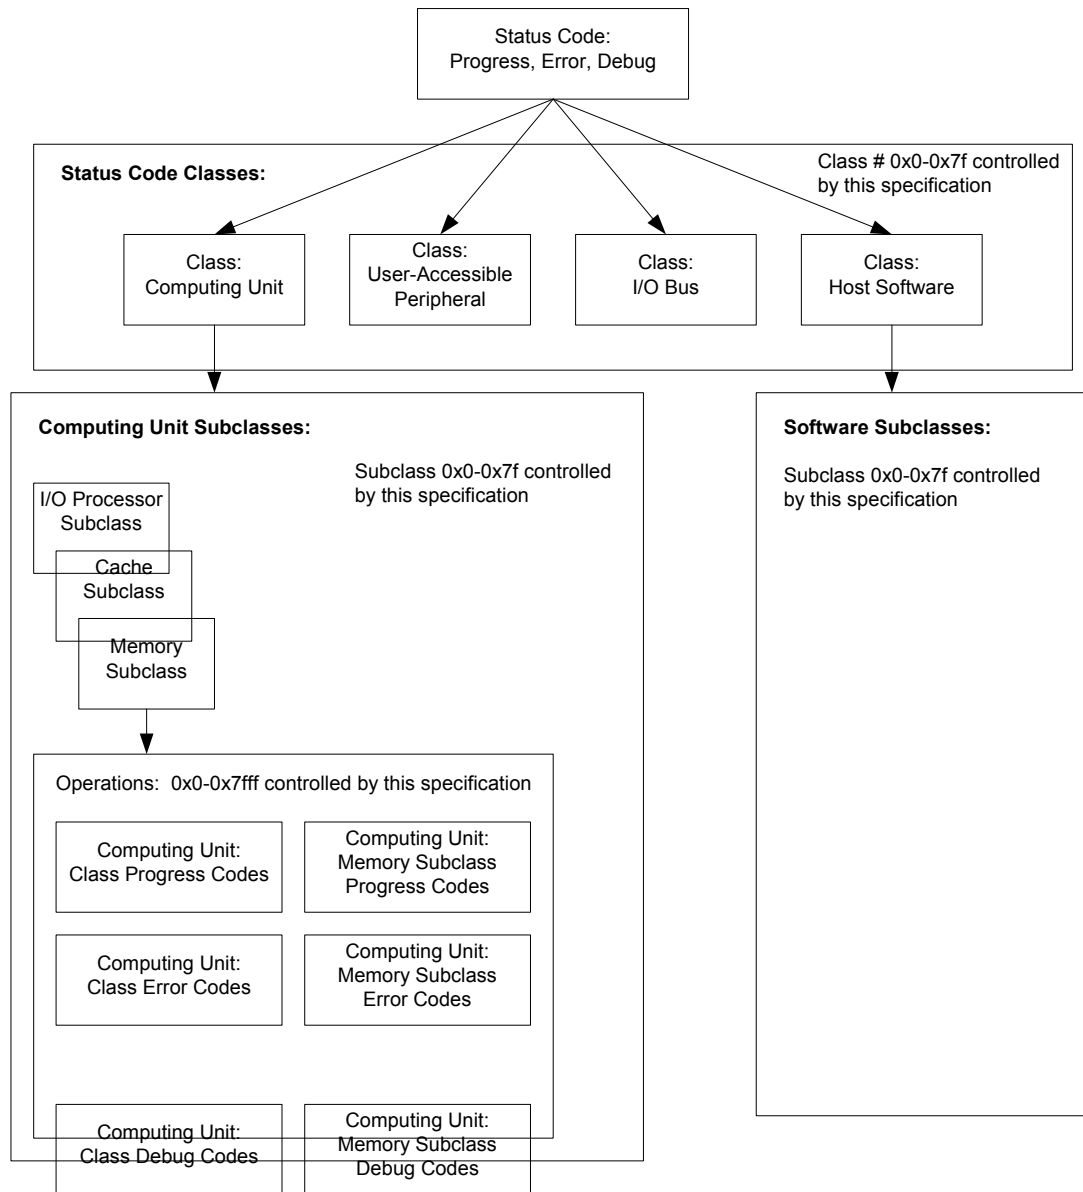 Status Code:
Progress, Error, Debug
Status Code Classes:
Class # 0x0-0x7f controlled
by this specification
Class:
Computing Unit
Class:
User-Accessible
Peripheral
Class:
I/O Bus
Class:
Host Software
Computing Unit Subclasses:
Subclass 0x0-0x7f controlled
by this specification
I/O Processor
Subclass
Cache
Subclass
Memory
Subclass
Operations:  0x0-0x7fff controlled by this specification
Computing Unit:
Class Progress Codes
Computing Unit:
Memory Subclass
Progress Codes
Computing Unit:
Class Error Codes
Computing Unit:
Memory Subclass
Error Codes
Computing Unit:
Class Debug Codes
Computing Unit:
Memory Subclass
Debug Codes
Software Subclasses:
Subclass 0x0-0x7f controlled
by this specification